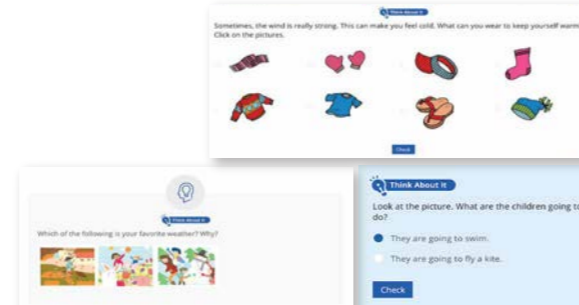 Think About It
Sometimes, the wind is really strong. This can make you feel cold. What can you wear to keep yourself warm
Click on the pictures.
Check
Think About It
Which of the following is your favorite weather? Why?
Think About It
Look at the picture. What are the children going to
do?
They are going to swim.
They are going to fly a kite.
Check